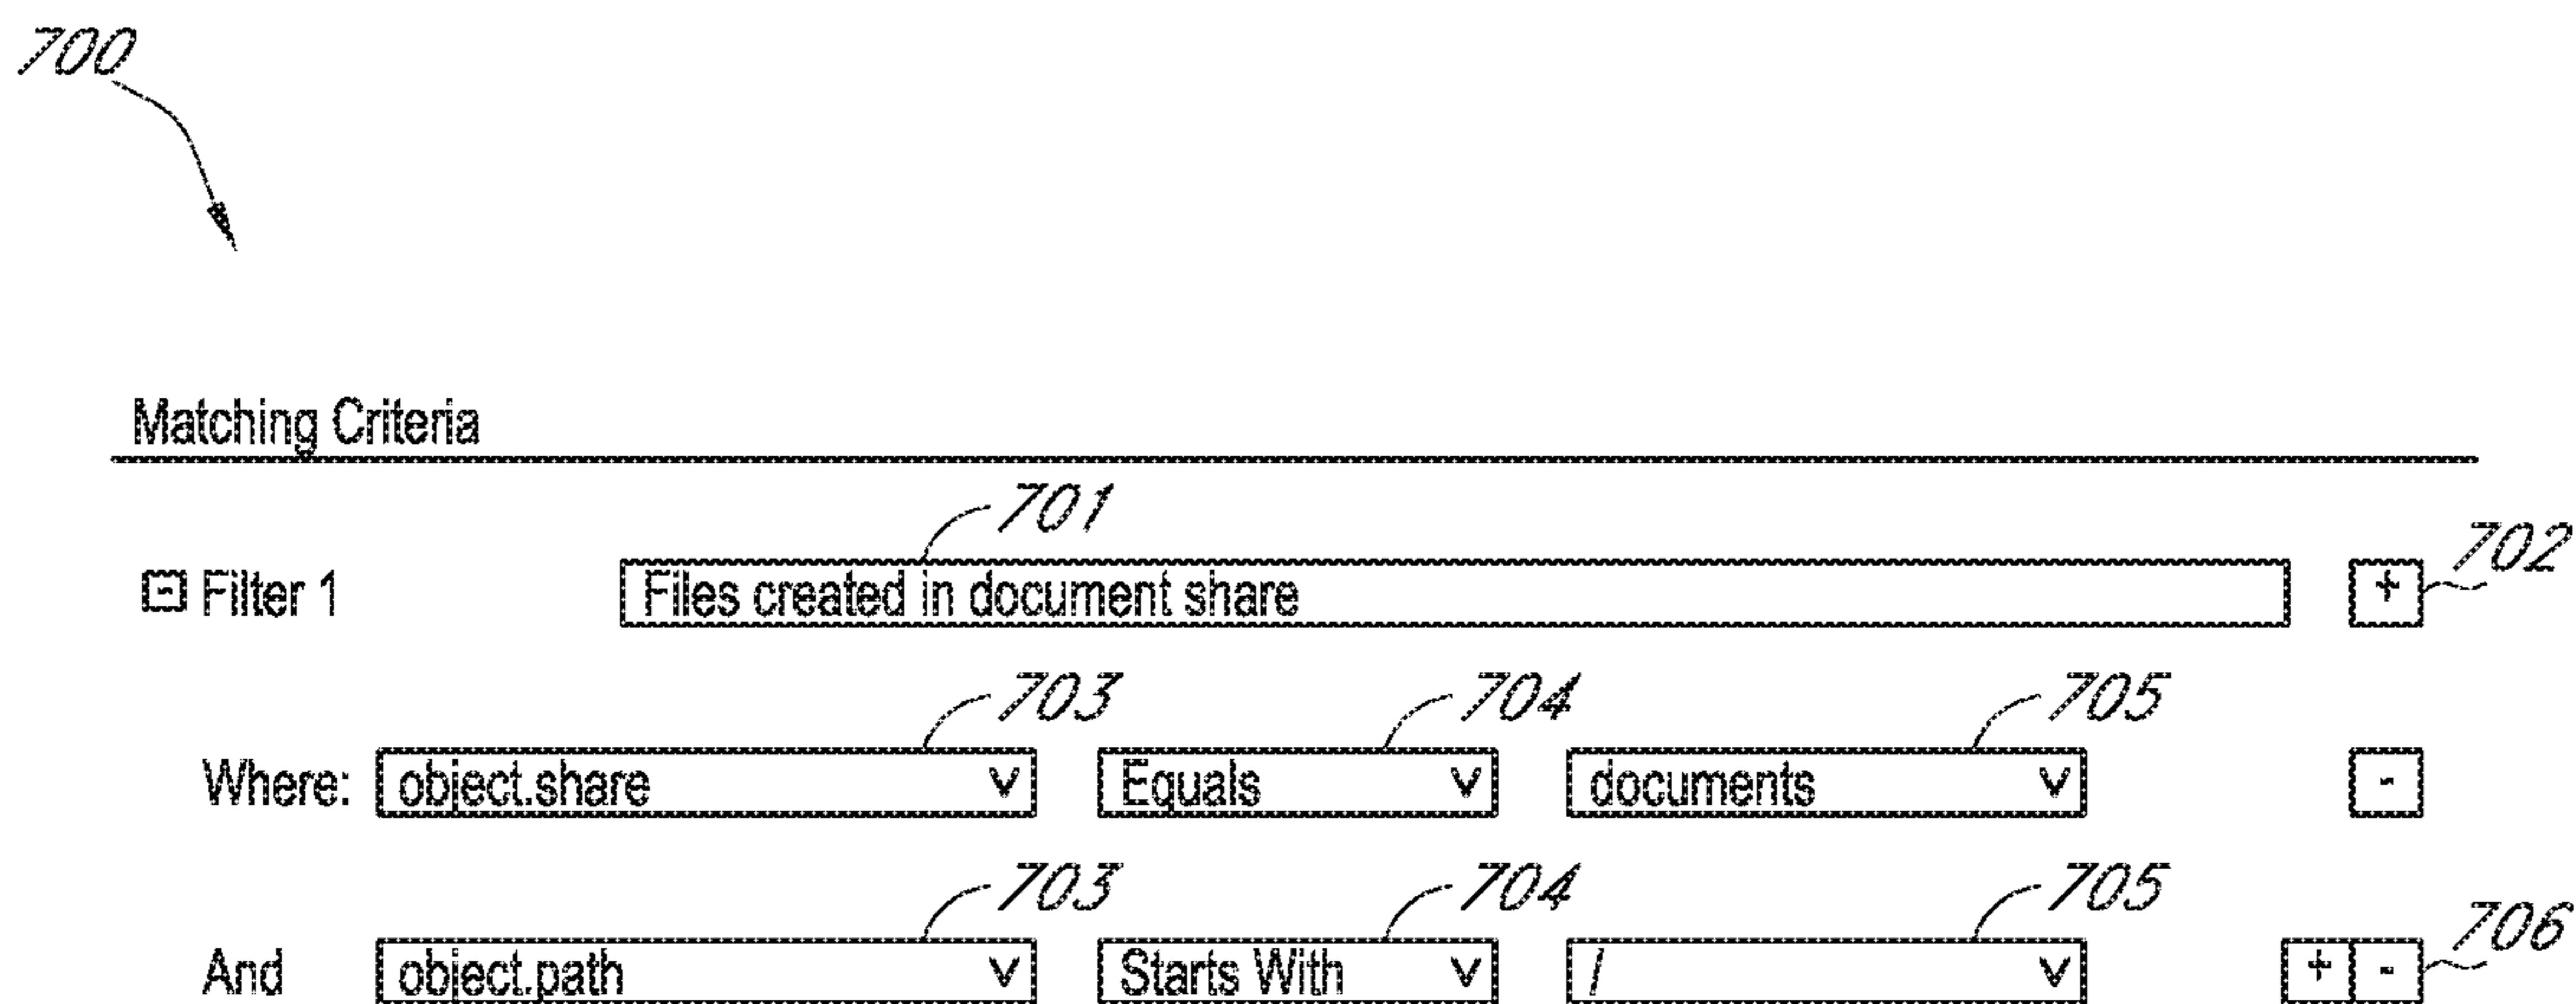 700
Matching Criteria
701
702
- Filter 1 Files created in document share +
703 704 705
Where: object.share v Equals v documents v -
703 704 705
706
And object.path v Starts With v / v + -